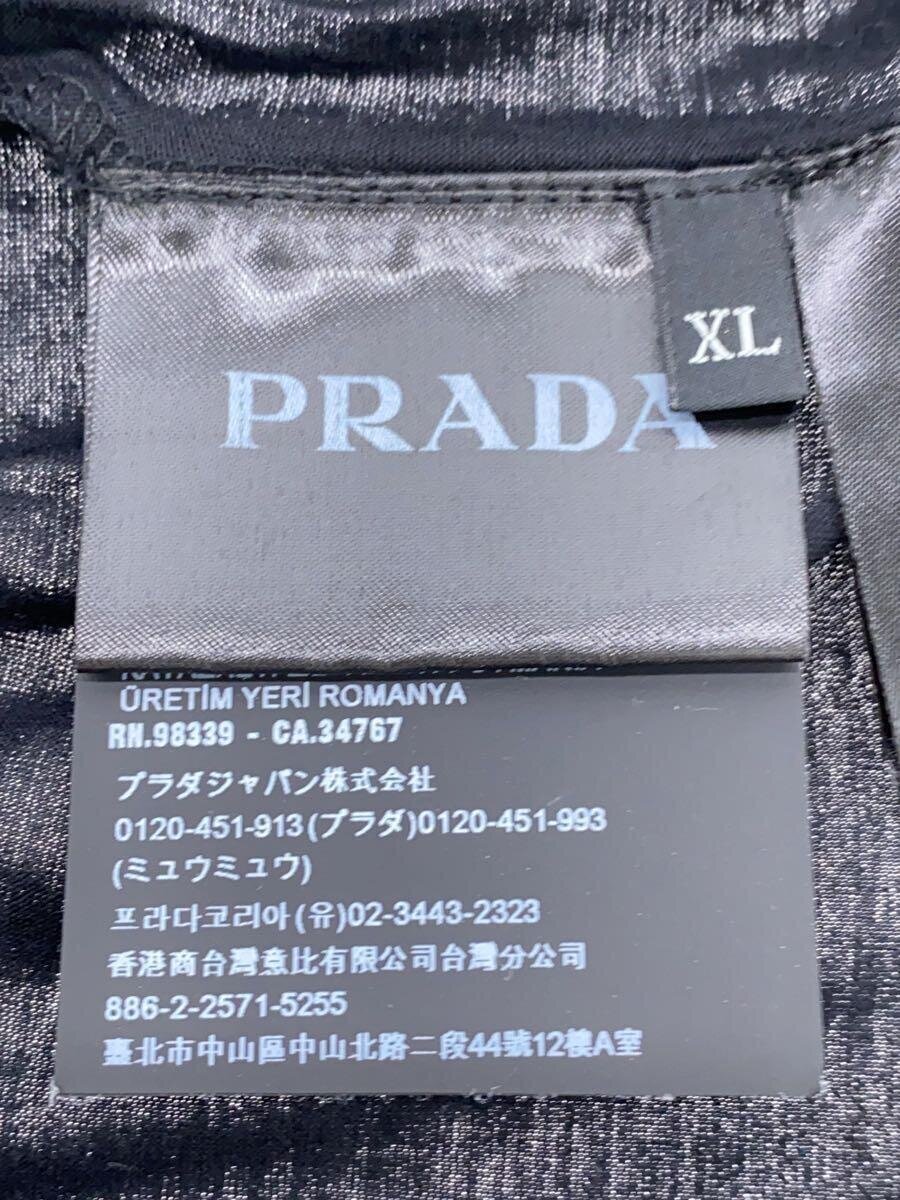 PRADA
XL
ÜRETİM YERİ ROMANYA
RN.98339 - CA.34767
プラダジャパン株式会社
0120-451-913(プラダ)0120-451-993
(ミュウミュウ)
프라다코리아(유)02-3443-2323
香港商台灣意比有限公司台灣分公司
886-2-2571-5255
臺北市中山區中山北路二段44號12樓A室